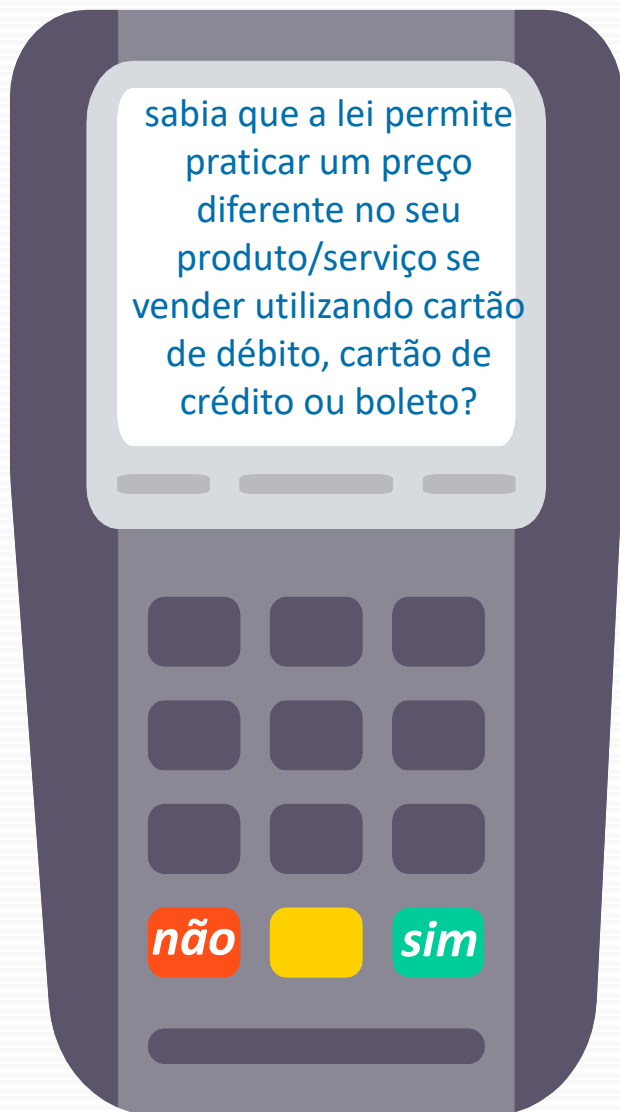 sabia que a lei permite
praticar um preço
diferente no seu
produto/serviço se
vender utilizando cartão
de débito, cartão de
crédito ou boleto?
não
sim